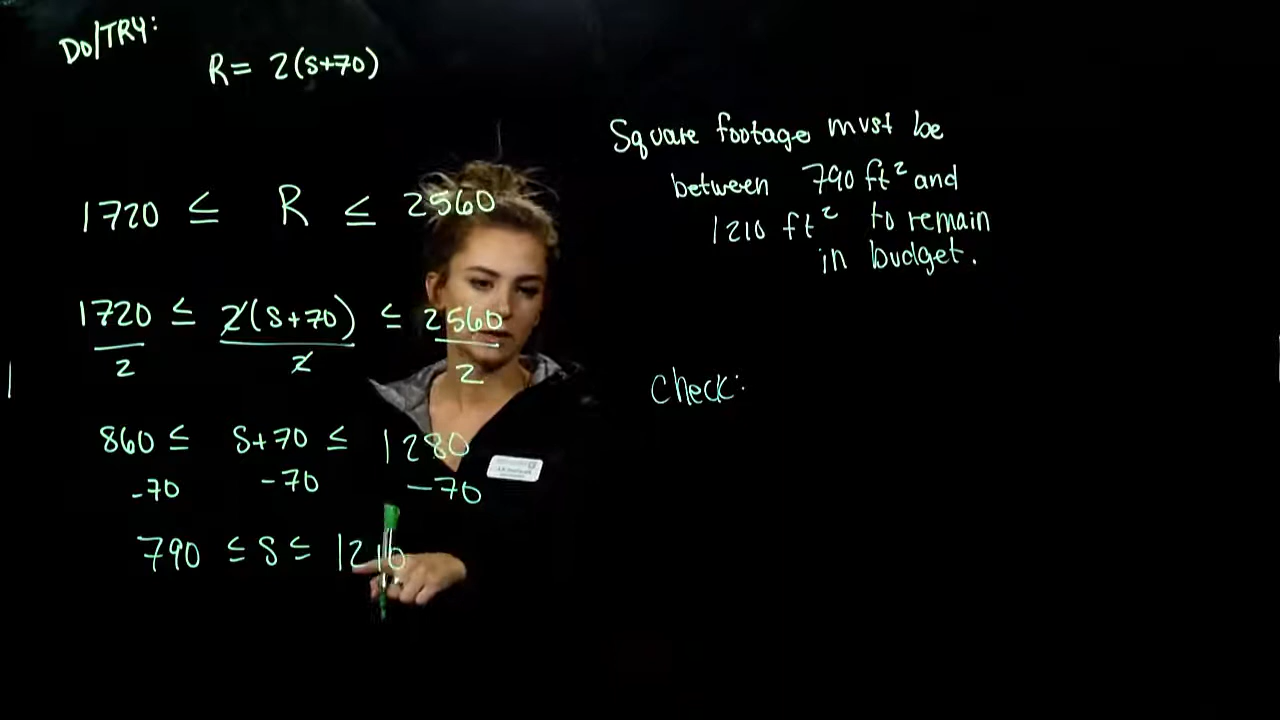 DO/TRY:
R = 2(s+70)
1720 ≤ R ≤ 2560
1720/2 ≤ 2(s+70)/2 ≤ 2560/2
860 ≤ s+70 ≤ 1280
-70 -70 -70
790 ≤ s ≤ 1210
Square footage must be
between 790 ft² and
1210 ft² to remain
in budget.
Check: